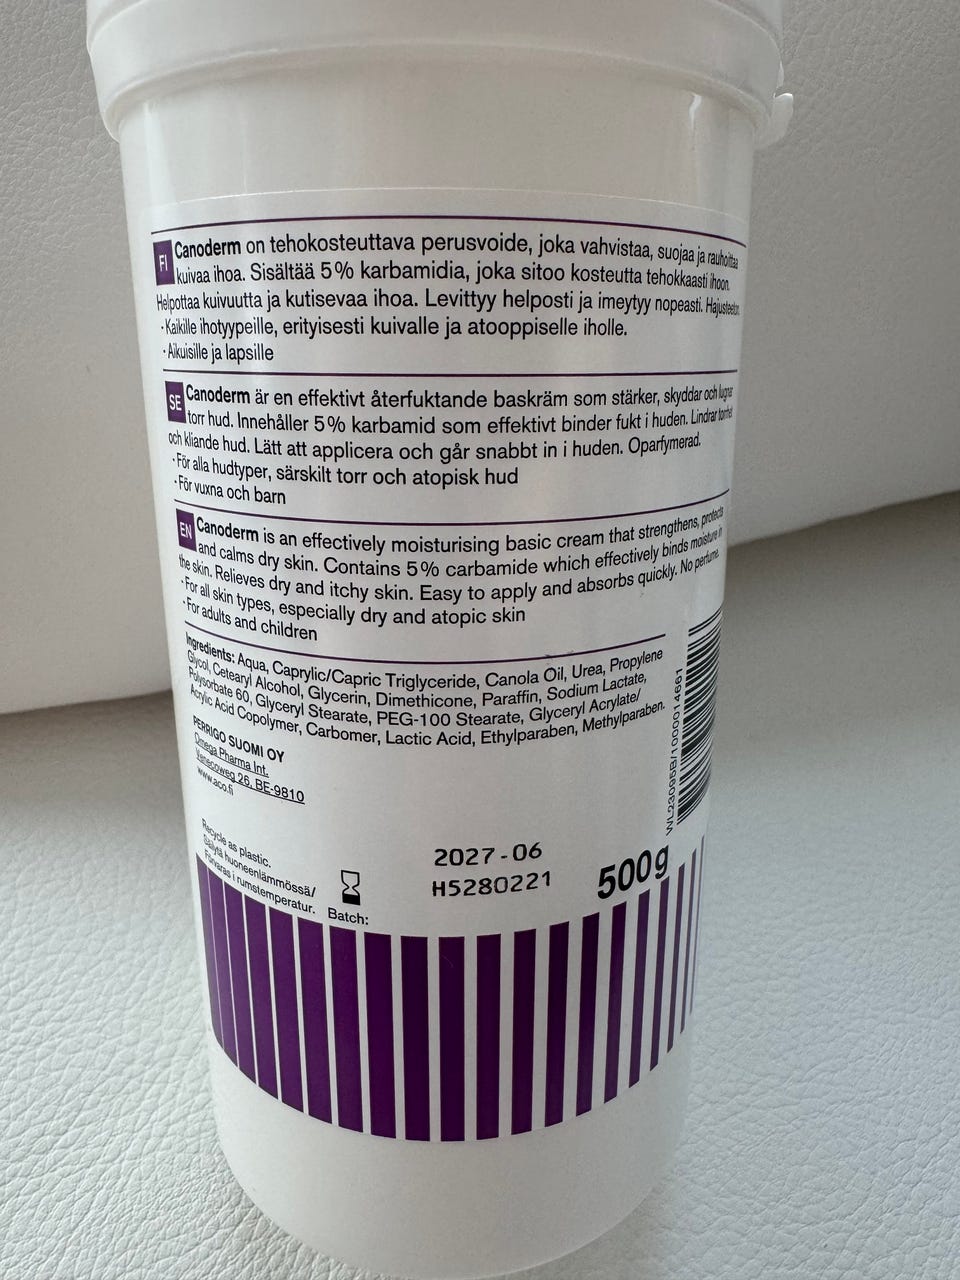 FI Canoderm on tehokosteuttava perusvoide, joka vahvistaa, suojaa ja rauhoittaa
kuivaa ihoa. Sisältää 5% karbamidia, joka sitoo kosteutta tehokkaasti ihoon.
Helpottaa kuivuutta ja kutisevaa ihoa. Levittyy helposti ja imeytyy nopeasti. Hajusteeton.
· Kaikille ihotyypeille, erityisesti kuivalle ja atooppiselle iholle.
· Aikuisille ja lapsille
SE Canoderm är en effektivt återfuktande baskräm som stärker, skyddar och lugnar
torr hud. Innehåller 5% karbamid som effektivt binder fukt i huden. Lindrar torrhet
och kliande hud. Lätt att applicera och går snabbt in i huden. Oparfymerad.
· För alla hudtyper, särskilt torr och atopisk hud
· För vuxna och barn
EN Canoderm is an effectively moisturising basic cream that strengthens, protects
and calms dry skin. Contains 5% carbamide which effectively binds moisture in
the skin. Relieves dry and itchy skin. Easy to apply and absorbs quickly. No perfume.
· For all skin types, especially dry and atopic skin
· For adults and children
Ingredients: Aqua, Caprylic/Capric Triglyceride, Canola Oil, Urea, Propylene
Glycol, Cetearyl Alcohol, Glycerin, Dimethicone, Paraffin, Sodium Lactate,
Polysorbate 60, Glyceryl Stearate, PEG-100 Stearate, Glyceryl Acrylate/
Acrylic Acid Copolymer, Carbomer, Lactic Acid, Ethylparaben, Methylparaben.
PERRIGO SUOMI OY
Omega Pharma Int.
Venecoweg 26, BE-9810
www.aco.fi
WL23095B/1000014661
Recycle as plastic.
Säilytä huoneenlämmössä/
Förvaras i rumstemperatur.
Batch:
2027-06
H5280221
500g